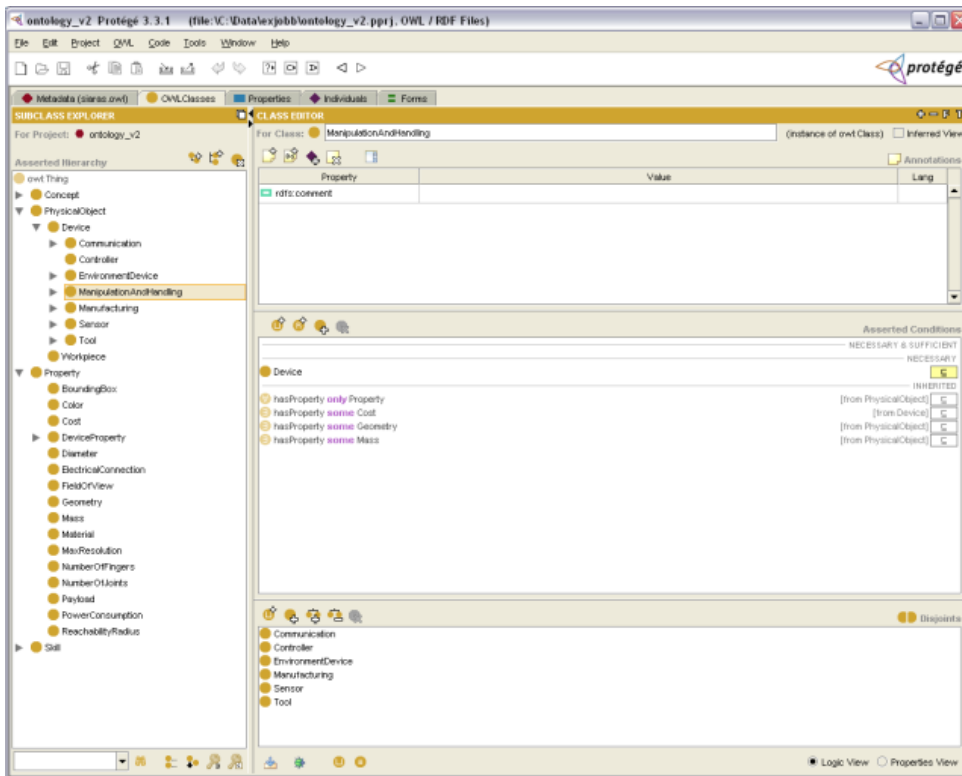 ontology_v2 Protégé 3.3.1 (file:\C:\Data\exjobb\ontology_v2.pprj, OWL / RDF Files)
File Edit Project OWL Code Tools Window Help
protégé
Metadata (siaras.owl) OWLClasses Properties Individuals Forms
SUBCLASS EXPLORER
For Project: ontology_v2
Asserted Hierarchy
owl:Thing
Concept
PhysicalObject
Device
Communication
Controller
EnvironmentDevice
ManipulationAndHandling
Manufacturing
Sensor
Tool
Workpiece
Property
BoundingBox
Color
Cost
DeviceProperty
Diameter
ElectricalConnection
FieldOfView
Geometry
Mass
Material
MaxResolution
NumberOfFingers
NumberOfJoints
Payload
PowerConsumption
ReachabilityRadius
Skill
CLASS EDITOR
For Class: ManipulationAndHandling (instance of owl:Class) Inferred View
Annotations
Property Value Lang
rdfs:comment
Asserted Conditions
NECESSARY & SUFFICIENT
NECESSARY
Device
INHERITED
hasProperty only Property [from PhysicalObject]
hasProperty some Cost [from Device]
hasProperty some Geometry [from PhysicalObject]
hasProperty some Mass [from PhysicalObject]
Disjoints
Communication
Controller
EnvironmentDevice
Manufacturing
Sensor
Tool
Logic View Properties View